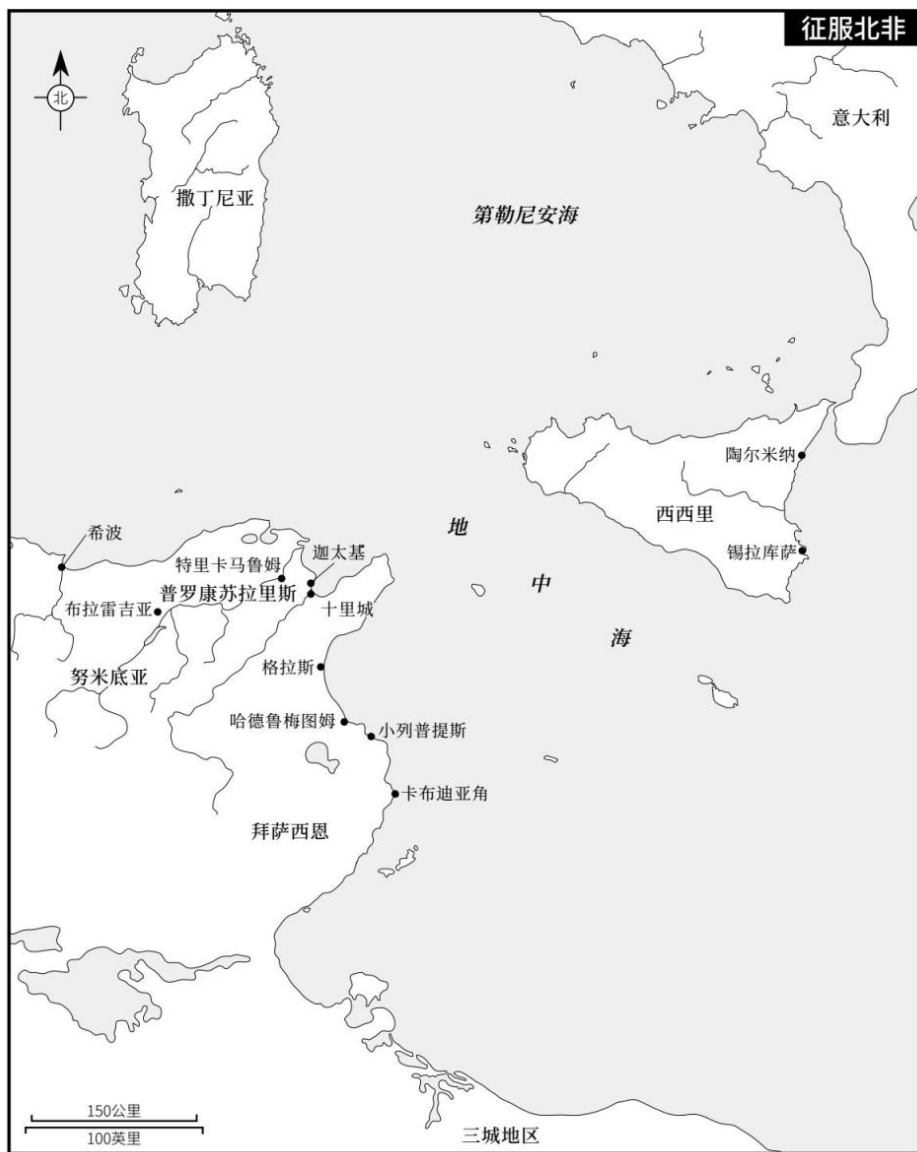 征服北非
北
意大利
撒丁尼亚
第勒尼安海
陶尔米纳
西西里
地
希波
迦太基
锡拉库萨
特里卡马鲁姆
中
普罗康苏拉里斯
布拉雷吉亚
十里城
海
格拉斯
努米底亚
哈德鲁梅图姆
小列普提斯
卡布迪亚角
拜萨西恩
150公里
100英里
三城地区